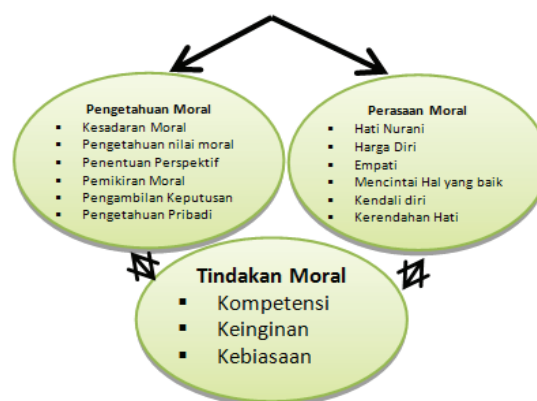 Pengetahuan Moral
▪ Kesadaran Moral
▪ Pengetahuan nilai moral
▪ Penentuan Perspektif
▪ Pemikiran Moral
▪ Pengambilan Keputusan
▪ Pengetahuan Pribadi
Perasaan Moral
▪ Hati Nurani
▪ Harga Diri
▪ Empati
▪ Mencintai Hal yang baik
▪ Kendali diri
▪ Kerendahan Hati
Tindakan Moral
▪ Kompetensi
▪ Keinginan
▪ Kebiasaan